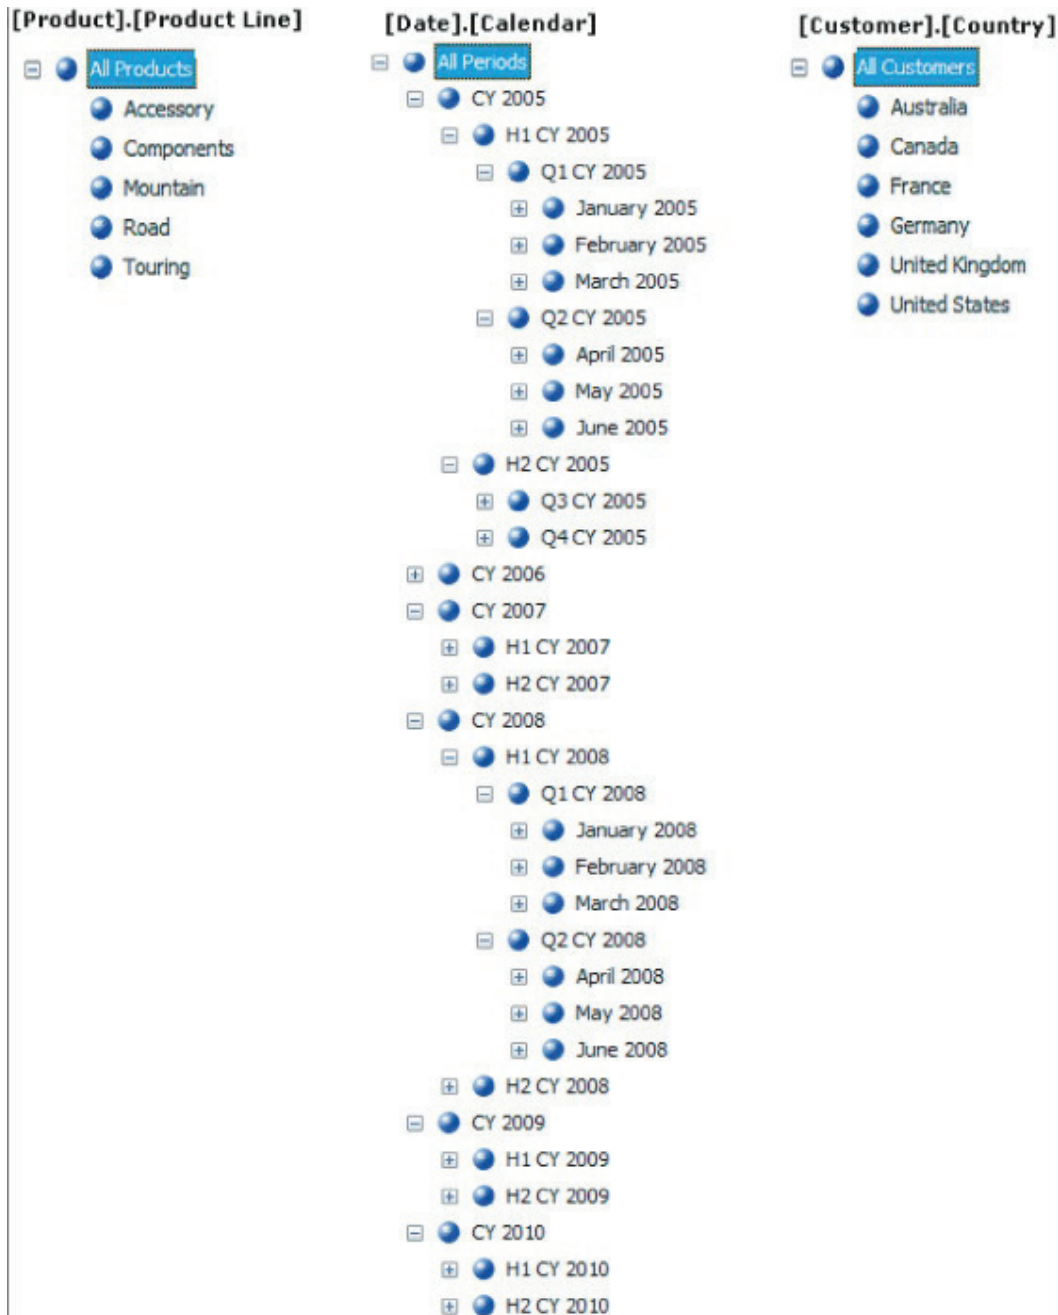 [Product].[Product Line]
All Products
Accessory
Components
Mountain
Road
Touring
[Date].[Calendar]
All Periods
CY 2005
H1 CY 2005
Q1 CY 2005
January 2005
February 2005
March 2005
Q2 CY 2005
April 2005
May 2005
June 2005
H2 CY 2005
Q3 CY 2005
Q4 CY 2005
CY 2006
CY 2007
H1 CY 2007
H2 CY 2007
CY 2008
H1 CY 2008
Q1 CY 2008
January 2008
February 2008
March 2008
Q2 CY 2008
April 2008
May 2008
June 2008
H2 CY 2008
CY 2009
H1 CY 2009
H2 CY 2009
CY 2010
H1 CY 2010
H2 CY 2010
[Customer].[Country]
All Customers
Australia
Canada
France
Germany
United Kingdom
United States